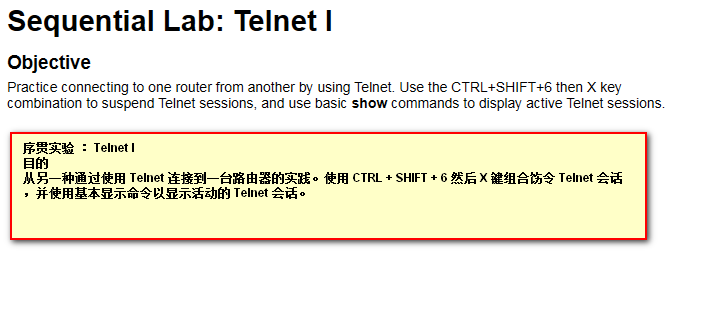 Sequential Lab: Telnet I
Objective
Practice connecting to one router from another by using Telnet. Use the CTRL+SHIFT+6 then X key
combination to suspend Telnet sessions, and use basic show commands to display active Telnet sessions.
序贯实验 ： Telnet I
目的
从另一种通过使用 Telnet 连接到一台路由器的实践。使用 CTRL + SHIFT + 6 然后 X 键组合饬令 Telnet 会话
，并使用基本显示命令以显示活动的 Telnet 会话。